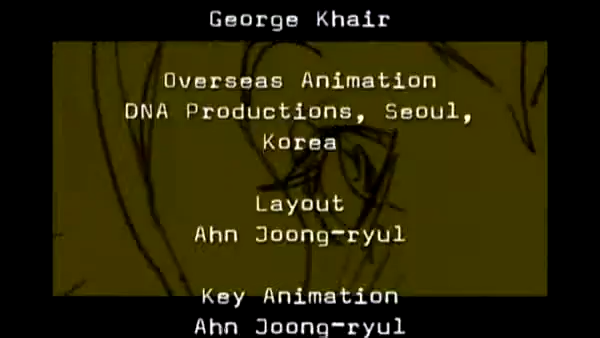 George Khair
Overseas Animation
DNA Productions, Seoul,
Korea
Layout
Ahn Joong-ryul
Key Animation
Ahn Joong-ryul